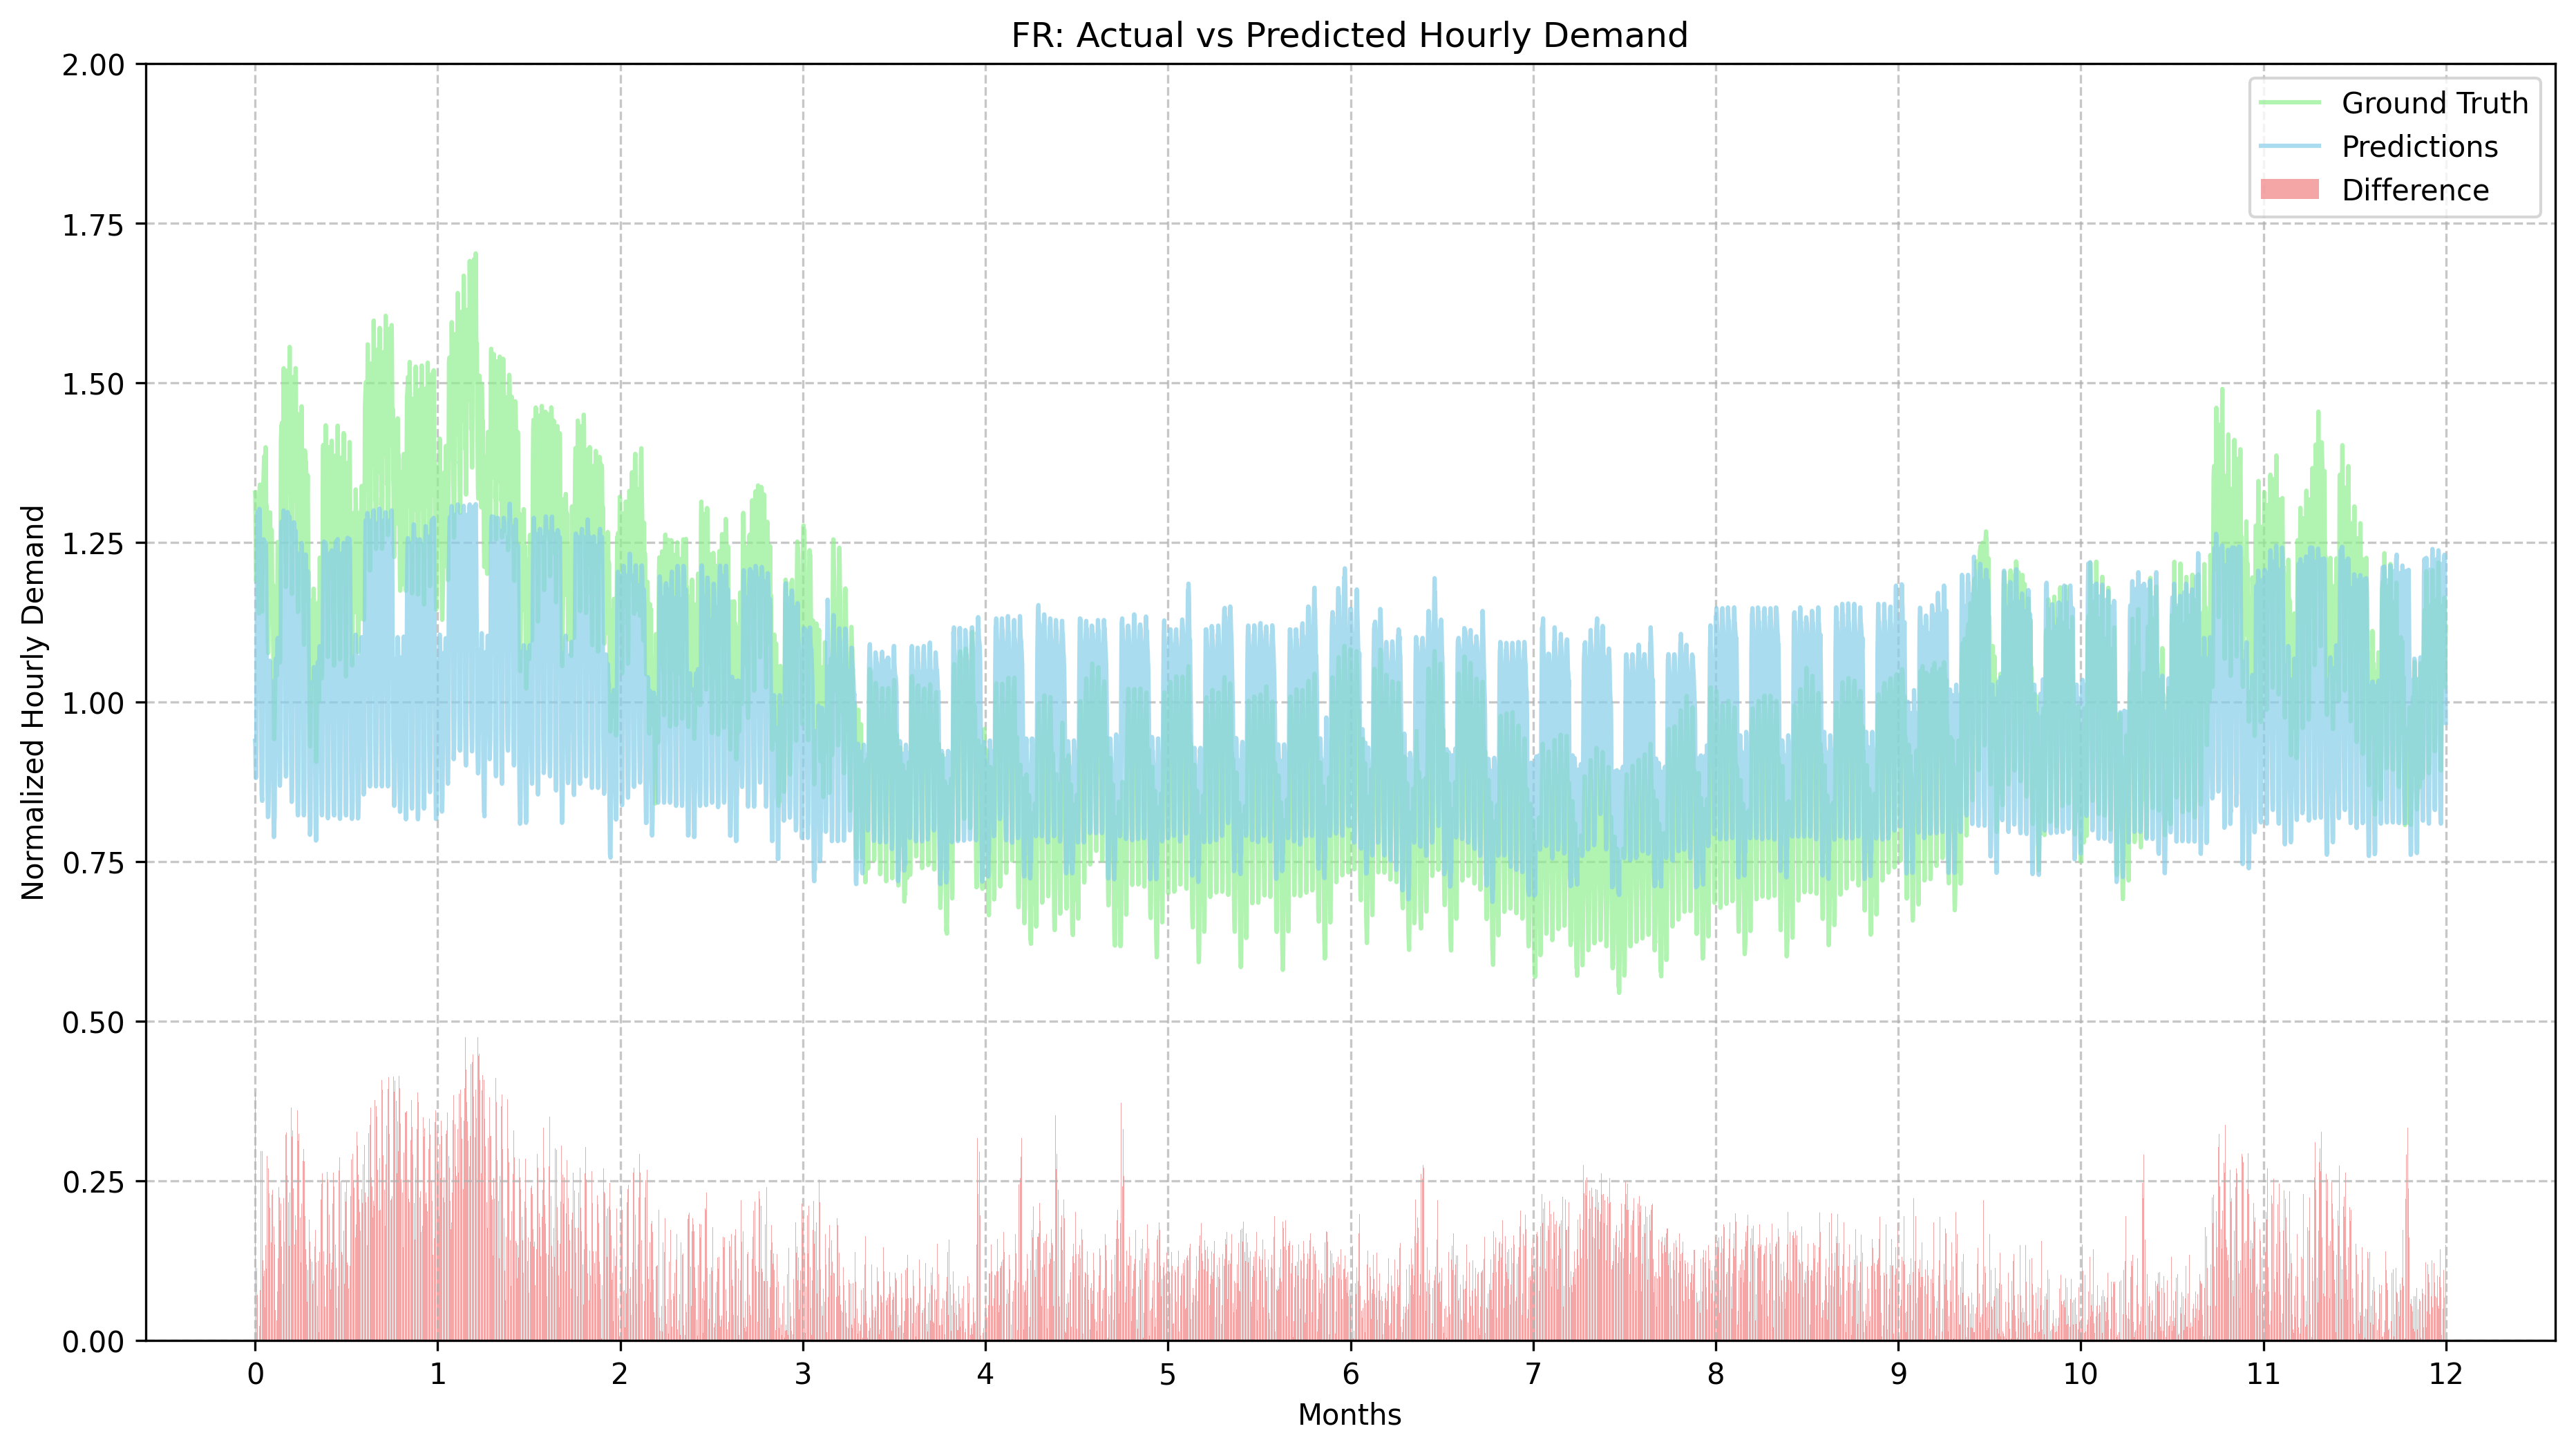 FR: Actual vs Predicted Hourly Demand
2.00
1.75
1.50
1.25
1.00
0.75
0.50
0.25
0.00
Normalized Hourly Demand
Ground Truth
Predictions
Difference
0 1 2 3 4 5 6 7 8 9 10 11 12
Months